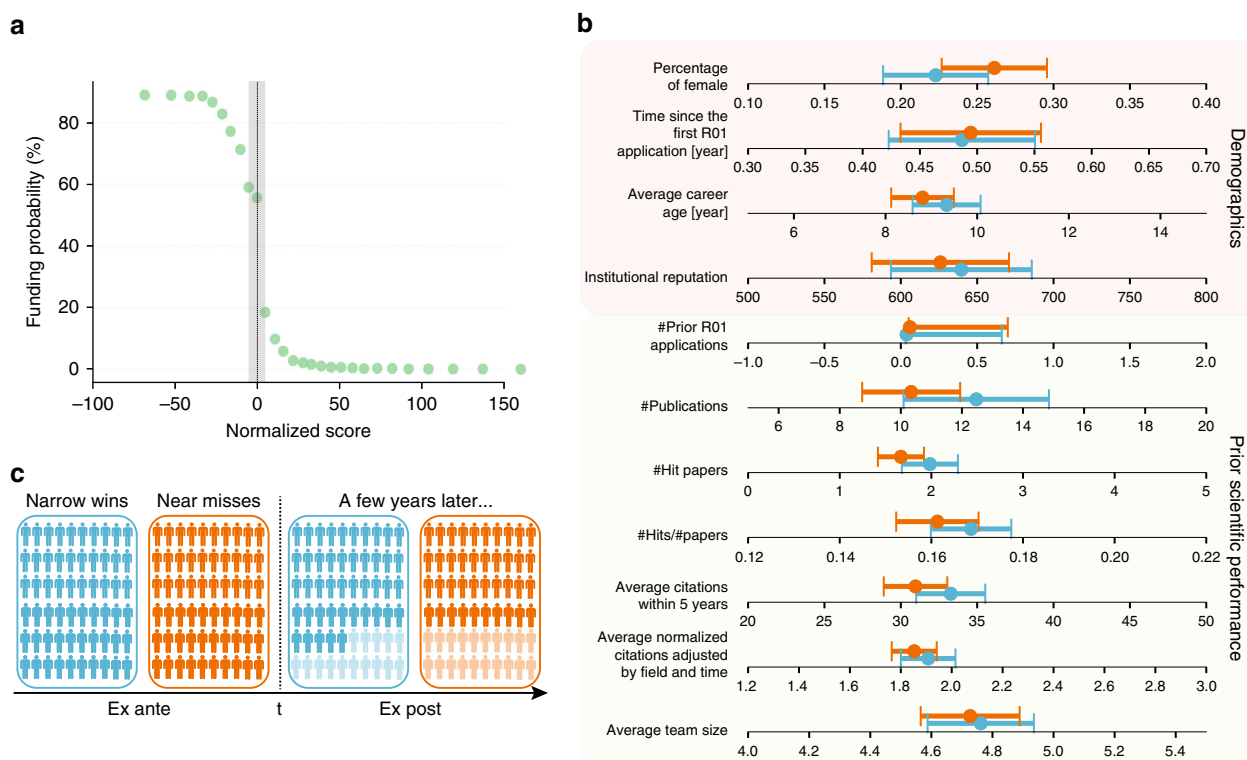 a
Funding probability (%)
80
60
40
20
0
–100
–50
0
50
100
150
Normalized score
b
Percentage
of female
0.10 0.15 0.20 0.25 0.30 0.35 0.40
Time since the
first R01
application [year]
0.30 0.35 0.40 0.45 0.50 0.55 0.60 0.65 0.70
Average career
age [year]
6 8 10 12 14
Institutional reputation
500 550 600 650 700 750 800
Demographics
#Prior R01
applications
–1.0 –0.5 0.0 0.5 1.0 1.5 2.0
#Publications
6 8 10 12 14 16 18 20
#Hit papers
0 1 2 3 4 5
#Hits/#papers
0.12 0.14 0.16 0.18 0.20 0.22
Average citations
within 5 years
20 25 30 35 40 45 50
Average normalized
citations adjusted
by field and time
1.2 1.4 1.6 1.8 2.0 2.2 2.4 2.6 2.8 3.0
Average team size
4.0 4.2 4.4 4.6 4.8 5.0 5.2 5.4
Prior scientific performance
c
Narrow wins
Near misses
A few years later...
Ex ante
t
Ex post